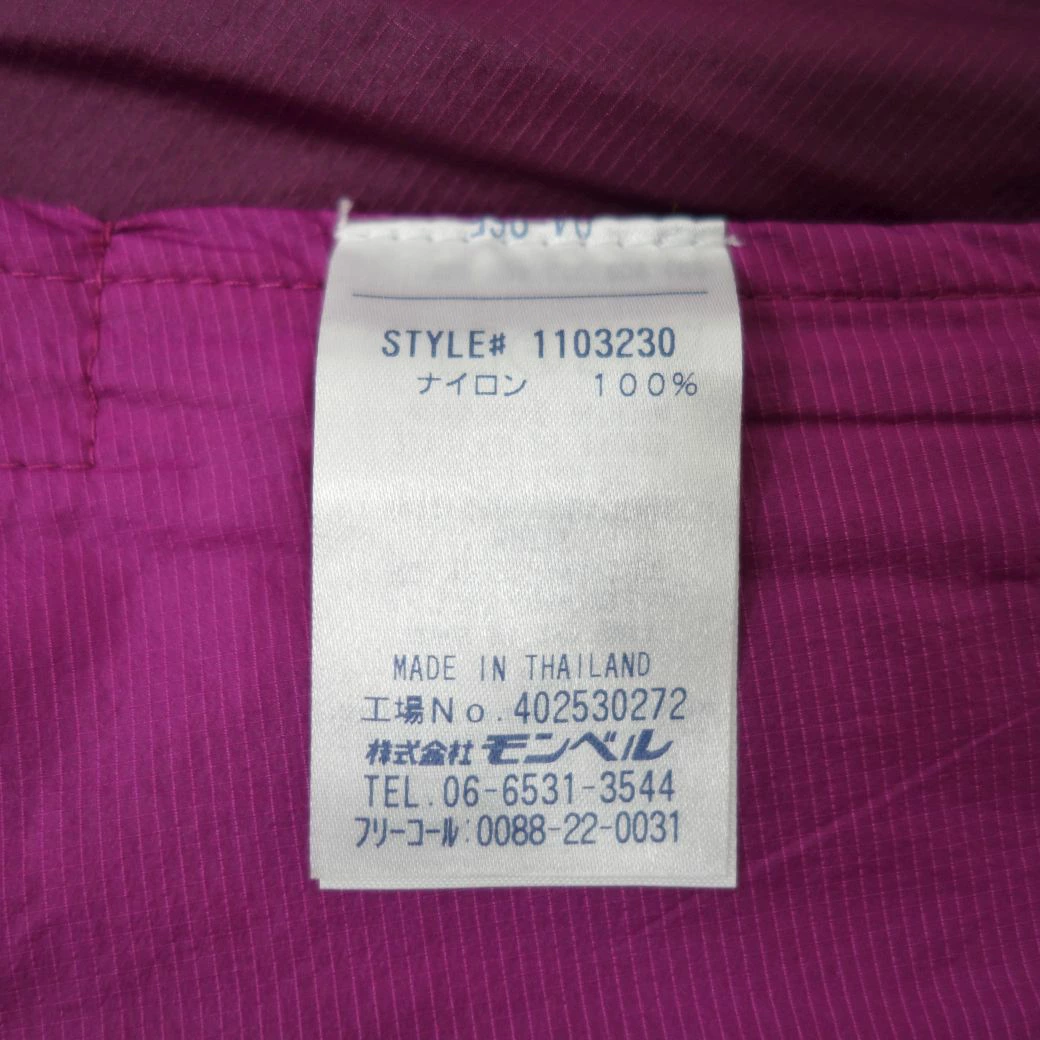 STYLE# 1103230
ナイロン 100%
MADE IN THAILAND
工場No.402530272
株式会社 モンベル
TEL.06-6531-3544
フリーコール:0088-22-0031